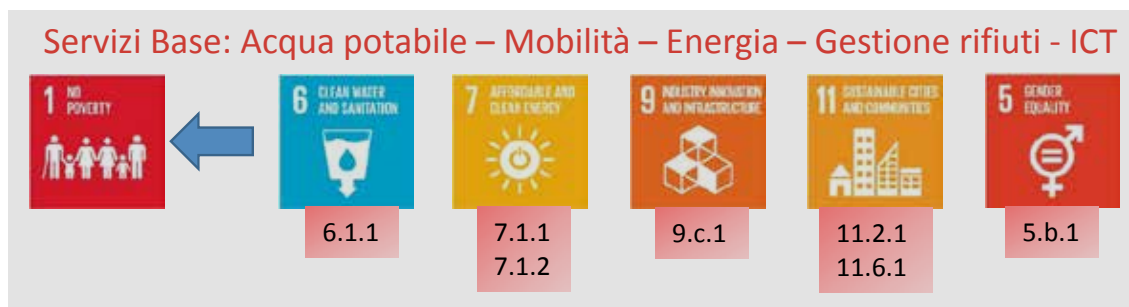 Servizi Base: Acqua potabile – Mobilità – Energia – Gestione rifiuti - ICT
1 NO
POVERTY
6 CLEAN WATER
AND SANITATION
7 AFFORDABLE AND
CLEAN ENERGY
9 INDUSTRY, INNOVATION
AND INFRASTRUCTURE
11 SUSTAINABLE CITIES
AND COMMUNITIES
5 GENDER
EQUALITY
6.1.1
7.1.1
7.1.2
9.c.1
11.2.1
11.6.1
5.b.1